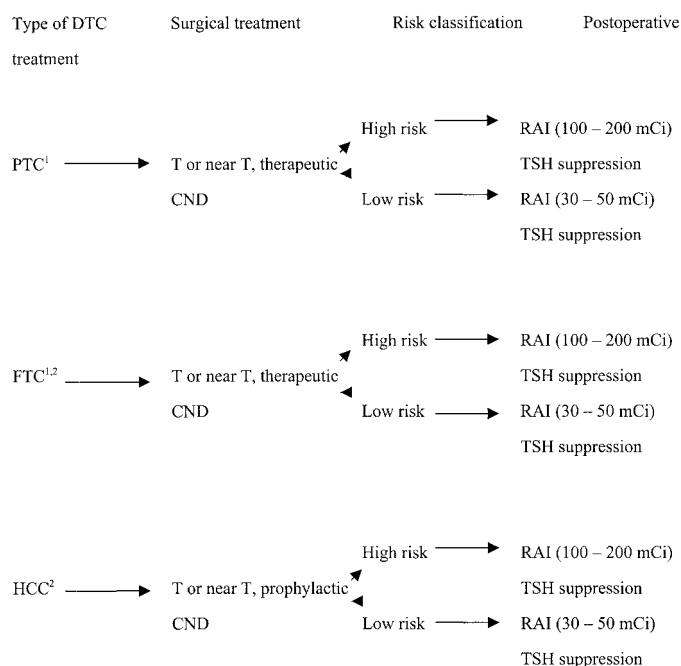 Type of DTC Surgical treatment Risk classification Postoperative
treatment
High risk RAI (100 – 200 mCi)
PTC¹ T or near T, therapeutic TSH suppression
CND Low risk RAI (30 – 50 mCi)
TSH suppression
High risk RAI (100 – 200 mCi)
FTC¹,² T or near T, therapeutic TSH suppression
CND Low risk RAI (30 – 50 mCi)
TSH suppression
High risk RAI (100 – 200 mCi)
HCC² T or near T, prophylactic TSH suppression
CND Low risk RAI (30 – 50 mCi)
TSH suppression